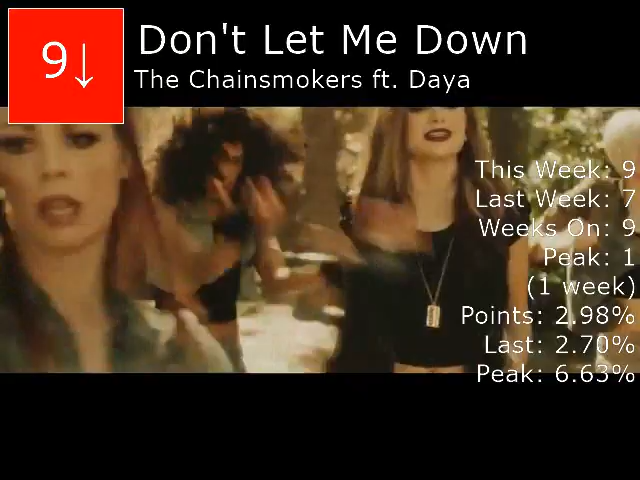 9↓
Don't Let Me Down
The Chainsmokers ft. Daya
This Week: 9
Last Week: 7
Weeks On: 9
Peak: 1
(1 week)
Points: 2.98%
Last: 2.70%
Peak: 6.63%